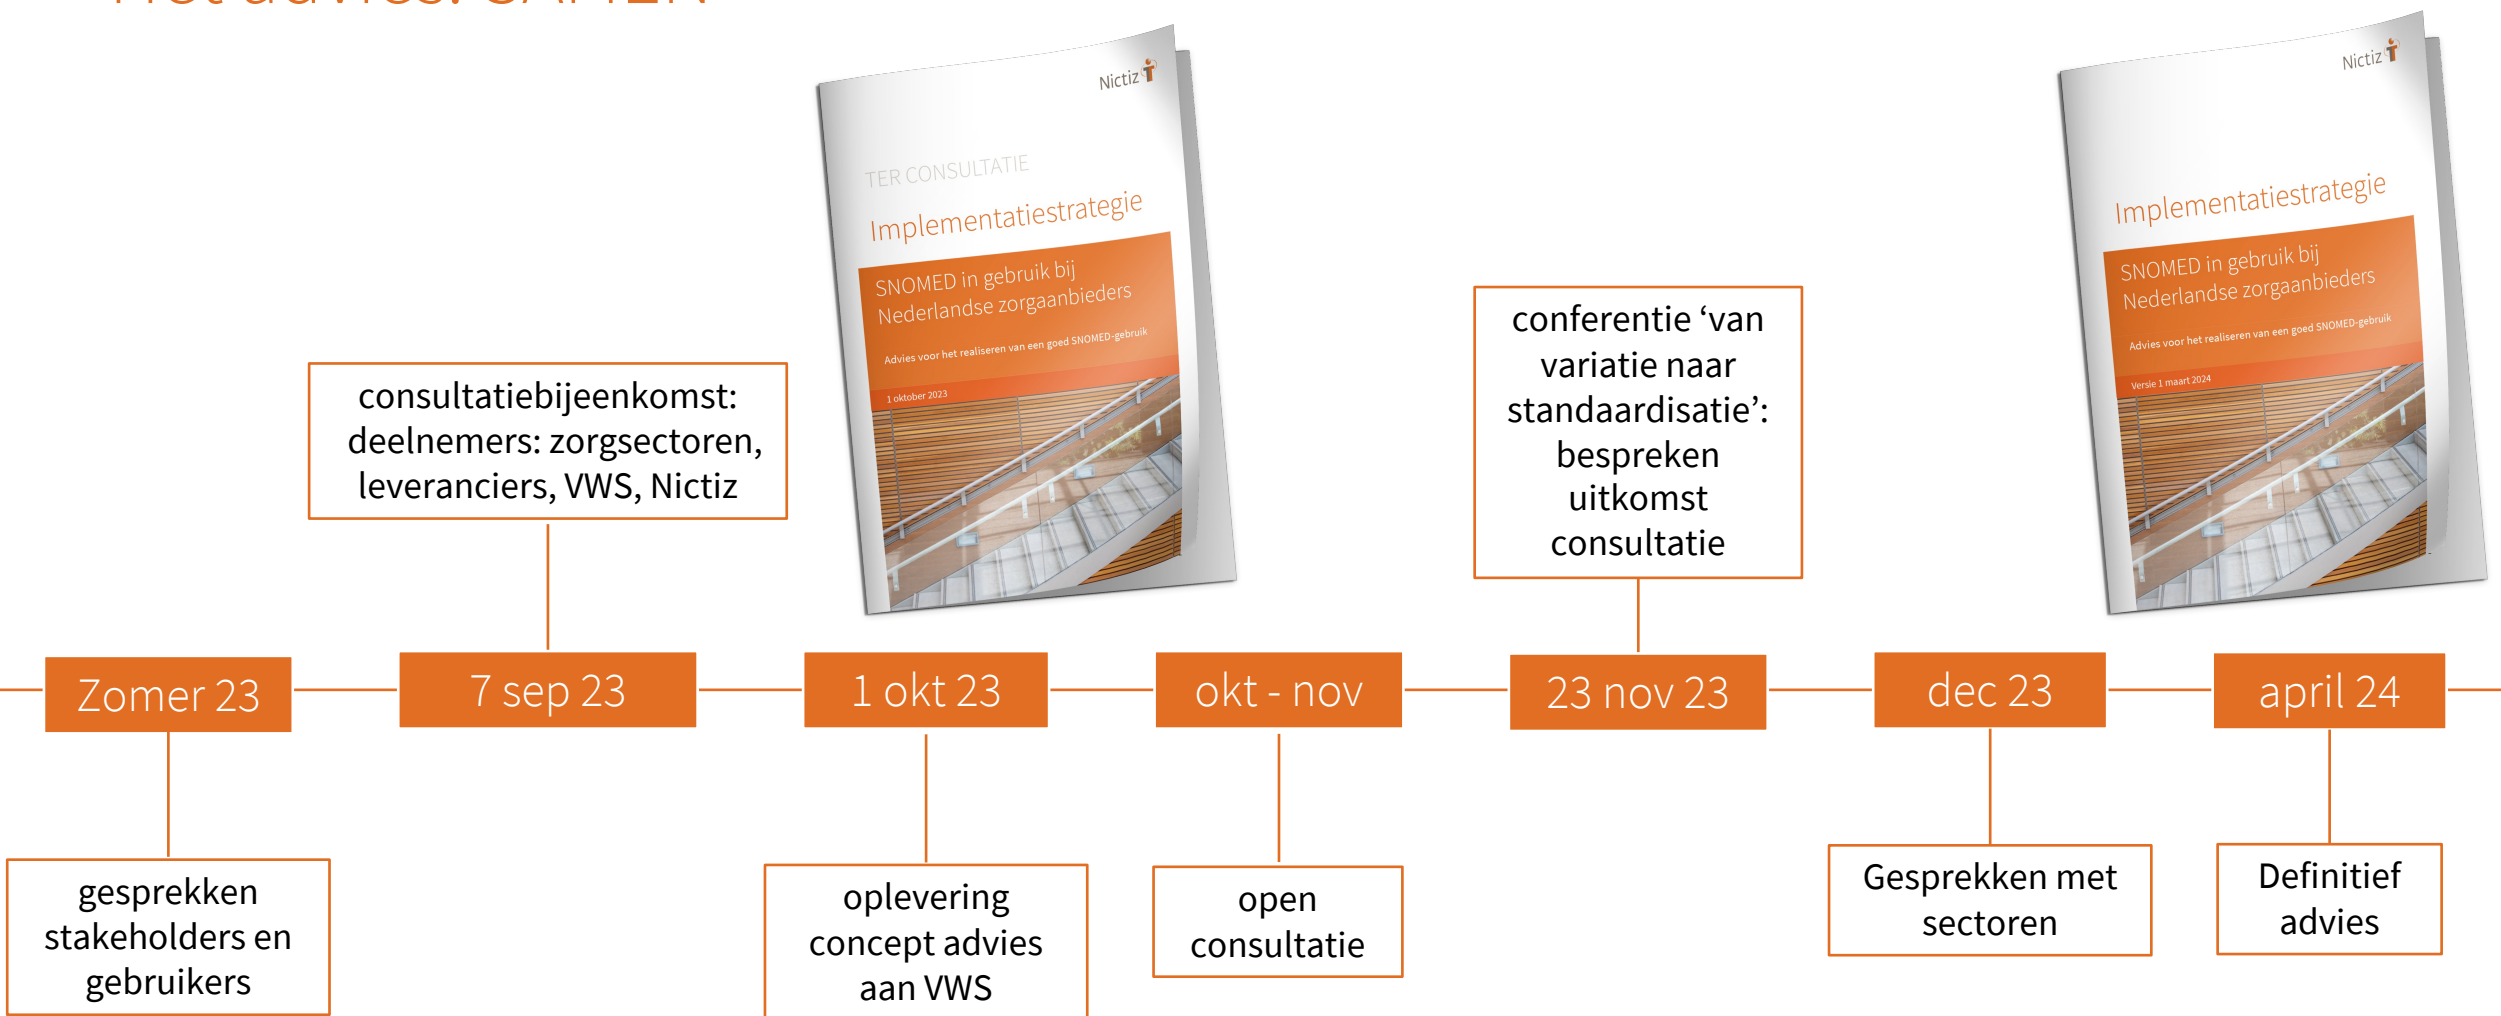 Het advies: SAMEN
Nictiz
TER CONSULTATIE
Implementatiestrategie
SNOMED in gebruik bij
Nederlandse zorgaanbieders
Advies voor het realiseren van een goed SNOMED-gebruik
1 oktober 2023
Nictiz
Implementatiestrategie
SNOMED in gebruik bij
Nederlandse zorgaanbieders
Advies voor het realiseren van een goed SNOMED-gebruik
Versie 1 maart 2024
consultatiebijeenkomst:
deelnemers: zorgsectoren,
leveranciers, VWS, Nictiz
conferentie ‘van
variatie naar
standaardisatie’:
bespreken
uitkomst
consultatie
Zomer 23
7 sep 23
1 okt 23
okt - nov
23 nov 23
dec 23
april 24
gesprekken
stakeholders en
gebruikers
oplevering
concept advies
aan VWS
open
consultatie
Gesprekken met
sectoren
Definitief
advies